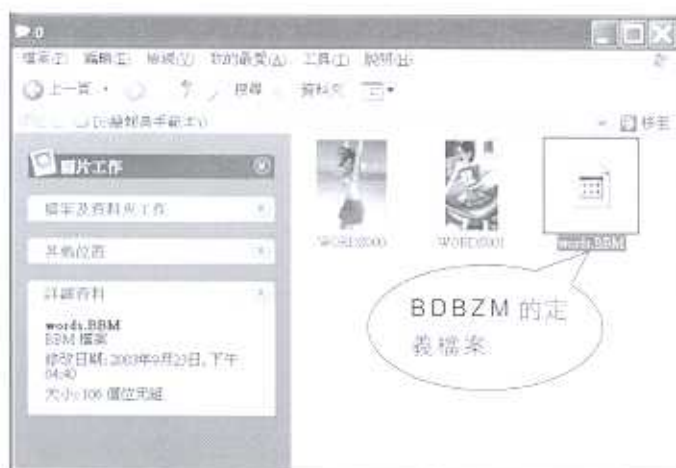 0
檔案(F) 編輯(E) 檢視(V) 我的最愛(A) 工具(T) 說明(H)
上一頁 搜尋 資料夾
移至
圖片工作
檔案及資料夾工作
其他位置
詳細資料
words.BBM
BBM 檔案
修改日期: 2003年9月23日, 下午
04:40
大小: 106 個位元組
WORD0000 WORD0001 words.BBM
BDBZM 的定
義檔案